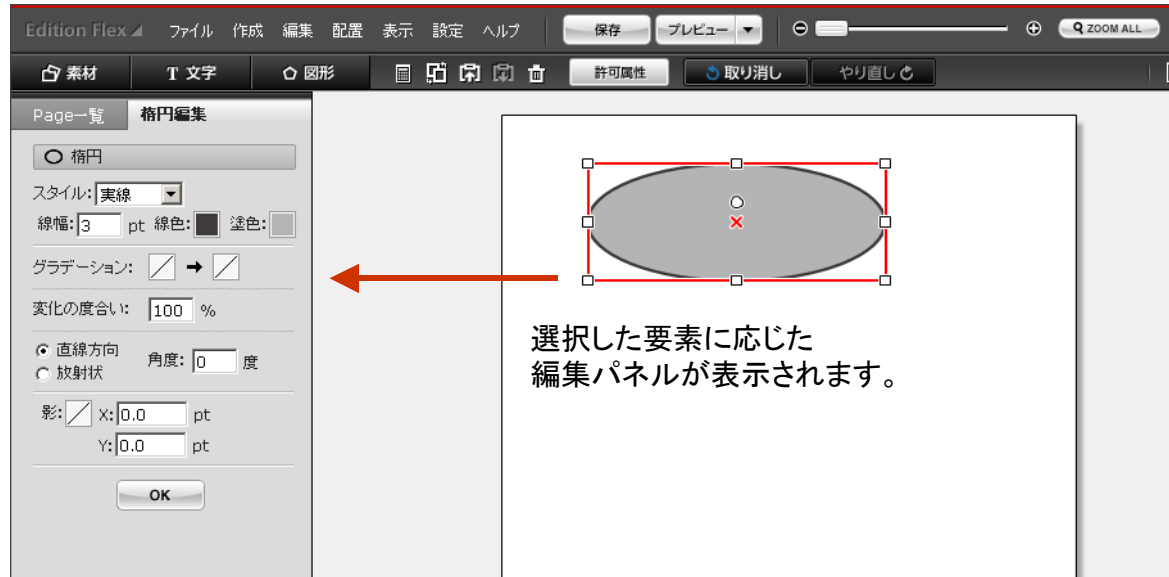 Edition Flex ファイル 作成 編集 配置 表示 設定 ヘルプ 保存 プレビュー ZOOM ALL
素材 T 文字 図形 許可属性 取り消し やり直し
Page一覧 楕円編集
楕円
スタイル: 実線
線幅: 3 pt 線色: 塗色:
グラデーション:
変化の度合い: 100 %
直線方向
放射状
角度: 0 度
影: X: 0.0 pt
Y: 0.0 pt
OK
選択した要素に応じた
編集パネルが表示されます。